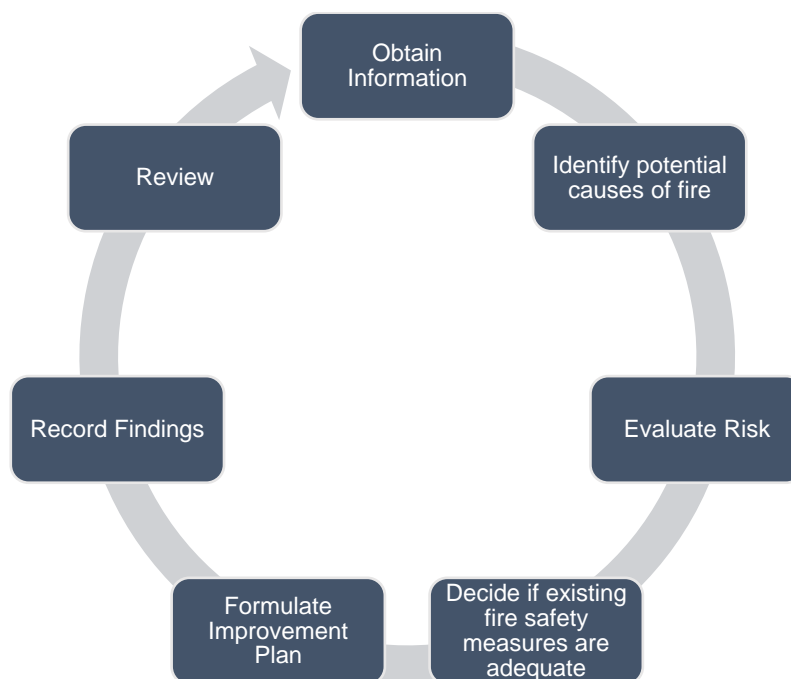 Obtain
Information
Identify potential
causes of fire
Evaluate Risk
Decide if existing
fire safety
measures are
adequate
Formulate
Improvement
Plan
Record Findings
Review